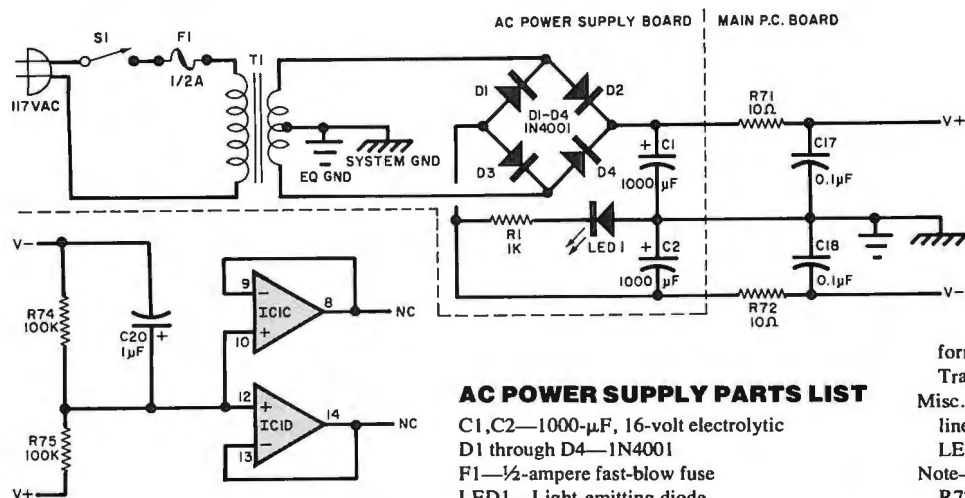 AC POWER SUPPLY BOARD
MAIN P.C. BOARD
S1
F1
1/2A
T1
117VAC
D1
D2
D1-D4
1N4001
D3
D4
EQ GND
SYSTEM GND
+
C1
1000 µF
R71
10Ω
C17
0.1µF
V+
R1
1K
LED1
+
C2
1000 µF
R72
10Ω
C18
0.1µF
V-
V-
R74
100K
C20
1µF
+
R75
100K
V+
9
-
IC1C
8
NC
+
10
12
+
IC1D
14
NC
13
-
AC POWER SUPPLY PARTS LIST
C1,C2—1000-µF, 16-volt electrolytic
D1 through D4—1N4001
F1—½-ampere fast-blow fuse
LED1—Light-emitting diode
form
Tra
Misc.
line
LE
Note—
R7